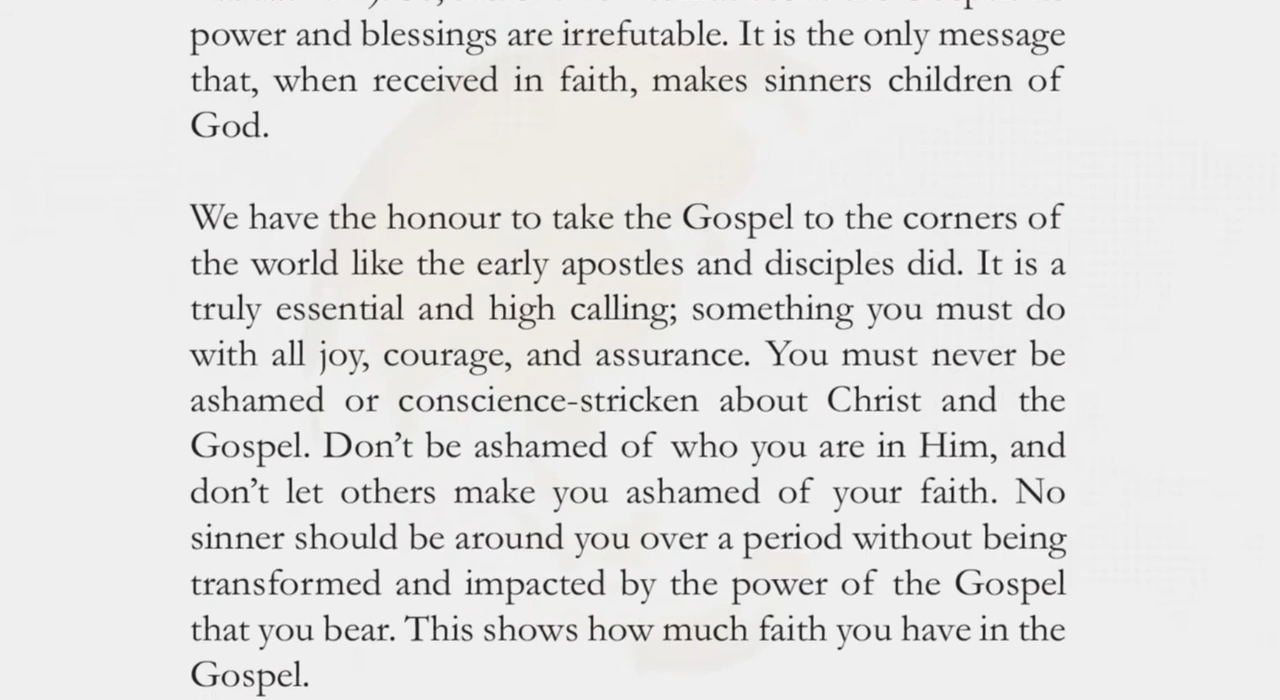 power and blessings are irrefutable. It is the only message
that, when received in faith, makes sinners children of
God.
We have the honour to take the Gospel to the corners of
the world like the early apostles and disciples did. It is a
truly essential and high calling; something you must do
with all joy, courage, and assurance. You must never be
ashamed or conscience-stricken about Christ and the
Gospel. Don’t be ashamed of who you are in Him, and
don’t let others make you ashamed of your faith. No
sinner should be around you over a period without being
transformed and impacted by the power of the Gospel
that you bear. This shows how much faith you have in the
Gospel.